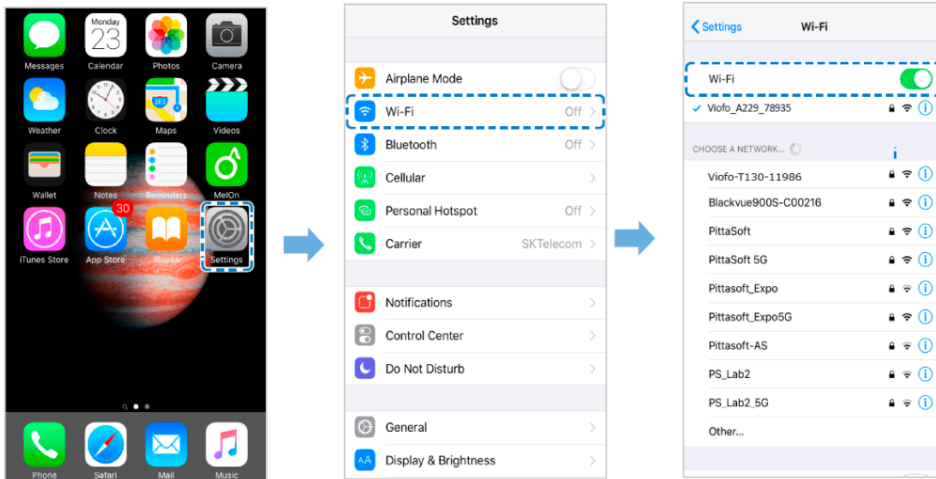 Monday
23
Messages
Calendar
Photos
Camera
280
Weather
Clock
Maps
Videos
Wallet
Notes
Reminders
MelOn
30
iTunes Store
App Store
iBooks
Settings
Phone
Safari
Mail
Music
Settings
Airplane Mode
Wi-Fi Off
Bluetooth Off
Cellular
Personal Hotspot Off
Carrier SKTelecom
Notifications
Control Center
Do Not Disturb
General
AA Display & Brightness
Settings Wi-Fi
Wi-Fi
Viofo_A229_78935
CHOOSE A NETWORK...
Viofo-T130-11986
Blackvue900S-C00216
PittaSoft
PittaSoft 5G
Pittasoft_Expo
Pittasoft_Expo5G
Pittasoft-AS
PS_Lab2
PS_Lab2_5G
Other...